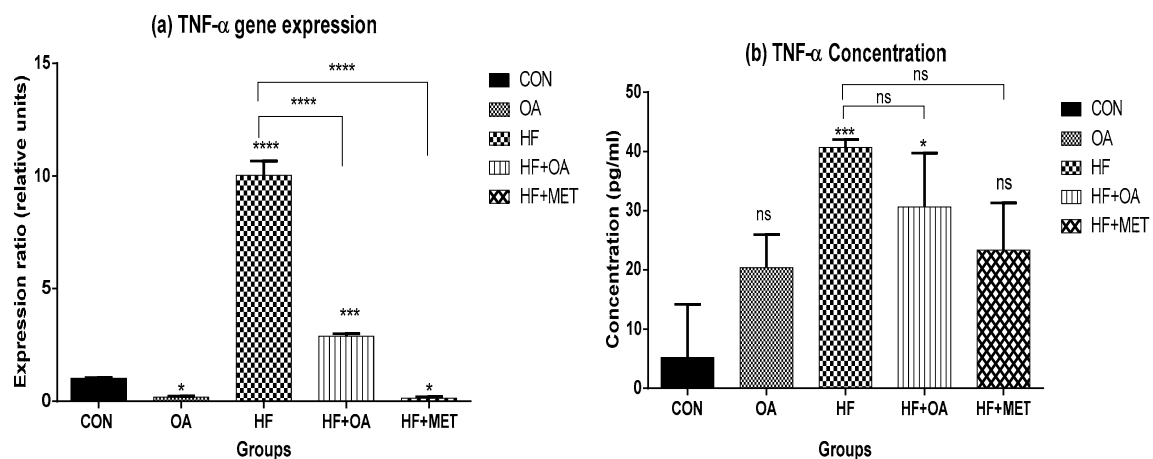 (a) TNF-α gene expression
Expression ratio (relative units)
15
10
5
0
****
****
****
***
*
*
CON
OA
HF
HF+OA
HF+MET
Groups
CON
OA
HF
HF+OA
HF+MET
(b) TNF-α Concentration
Concentration (pg/ml)
50
40
30
20
10
0
ns
ns
***
*
ns
ns
CON
OA
HF
HF+OA
HF+MET
Groups
CON
OA
HF
HF+OA
HF+MET